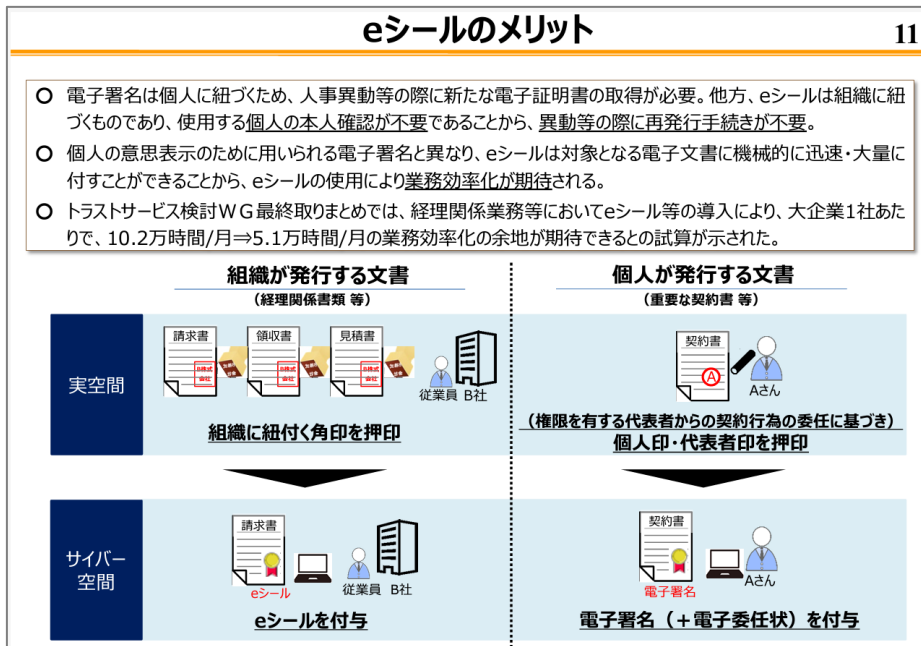 eシールのメリット
11
○ 電子署名は個人に紐づくため、人事異動等の際に新たな電子証明書の取得が必要。他方、eシールは組織に紐
づくものであり、使用する個人の本人確認が不要であることから、異動等の際に再発行手続きが不要。
○ 個人の意思表示のために用いられる電子署名と異なり、eシールは対象となる電子文書に機械的に迅速・大量に
付すことができることから、eシールの使用により業務効率化が期待される。
○ トラストサービス検討WG最終取りまとめでは、経理関係業務等においてeシール等の導入により、大企業1社あた
りで、10.2万時間/月⇒5.1万時間/月の業務効率化の余地が期待できるとの試算が示された。
組織が発行する文書
(経理関係書類 等)
個人が発行する文書
(重要な契約書 等)
実空間
請求書
領収書
見積書
B株式
会社
B株式
会社
B株式
会社
従業員 B社
組織に紐付く角印を押印
契約書
A
Aさん
(権限を有する代表者からの契約行為の委任に基づき)
個人印・代表者印を押印
サイバー
空間
請求書
eシール
従業員 B社
eシールを付与
契約書
電子署名
Aさん
電子署名(+電子委任状)を付与